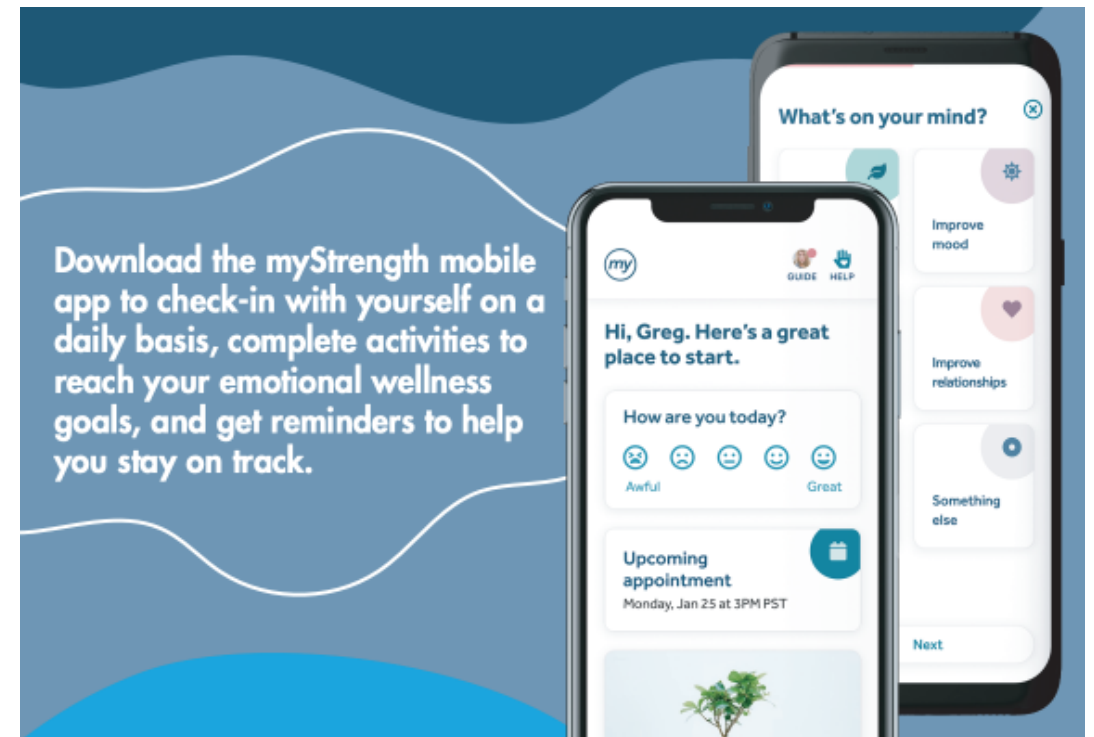 Download the myStrength mobile
app to check-in with yourself on a
daily basis, complete activities to
reach your emotional wellness
goals, and get reminders to help
you stay on track.
my
GUIDE HELP
Hi, Greg. Here's a great
place to start.
How are you today?
Awful Great
Upcoming
appointment
Monday, Jan 25 at 3PM PST
What's on your mind?
Improve
mood
Improve
relationships
Something
else
Next